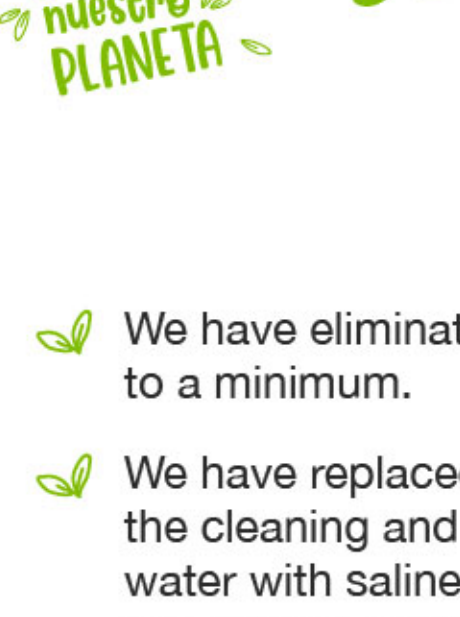 nuestro
PLANETA
We have eliminat
to a minimum.
We have replace
the cleaning and
water with saline